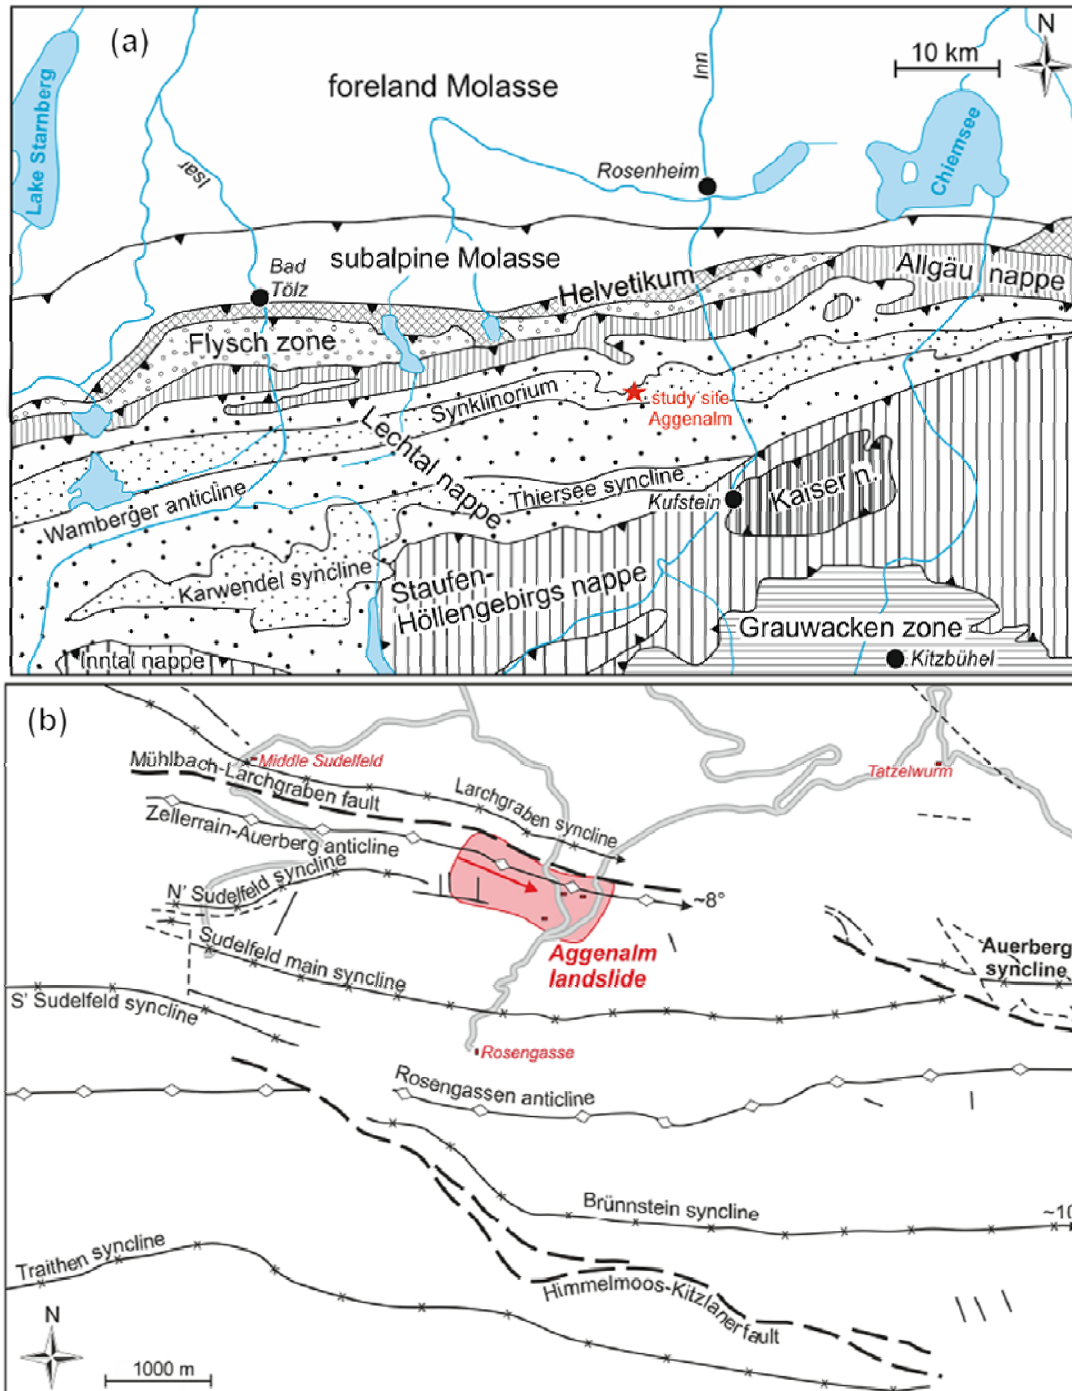 (a)
N
10 km
Inn
foreland Molasse
Lake Starnberg
Isar
Rosenheim
Chiemsee
Bad
Tölz
subalpine Molasse
Helvetikum
Allgäu nappe
Flysch zone
Synklinorium
study site
Aggenalm
Lechtal nappe
Wamberger anticline
Thiersee syncline
Kufstein
Kaiser n.
Karwendel syncline
Staufen-
Höllengebirgs nappe
Inntal nappe
Grauwacken zone
Kitzbühel
(b)
Middle Sudelfeld
Tatzelwurm
Mühlbach-Larchgraben fault
Larchgraben syncline
Zellerrain-Auerberg anticline
N' Sudelfeld syncline
~8°
Aggenalm
landslide
Auerberg
syncline
Sudelfeld main syncline
S' Sudelfeld syncline
Rosengasse
Rosengassen anticline
Brünnstein syncline
~10
Traithen syncline
Himmelmoos-Kitzlanerfault
N
1000 m